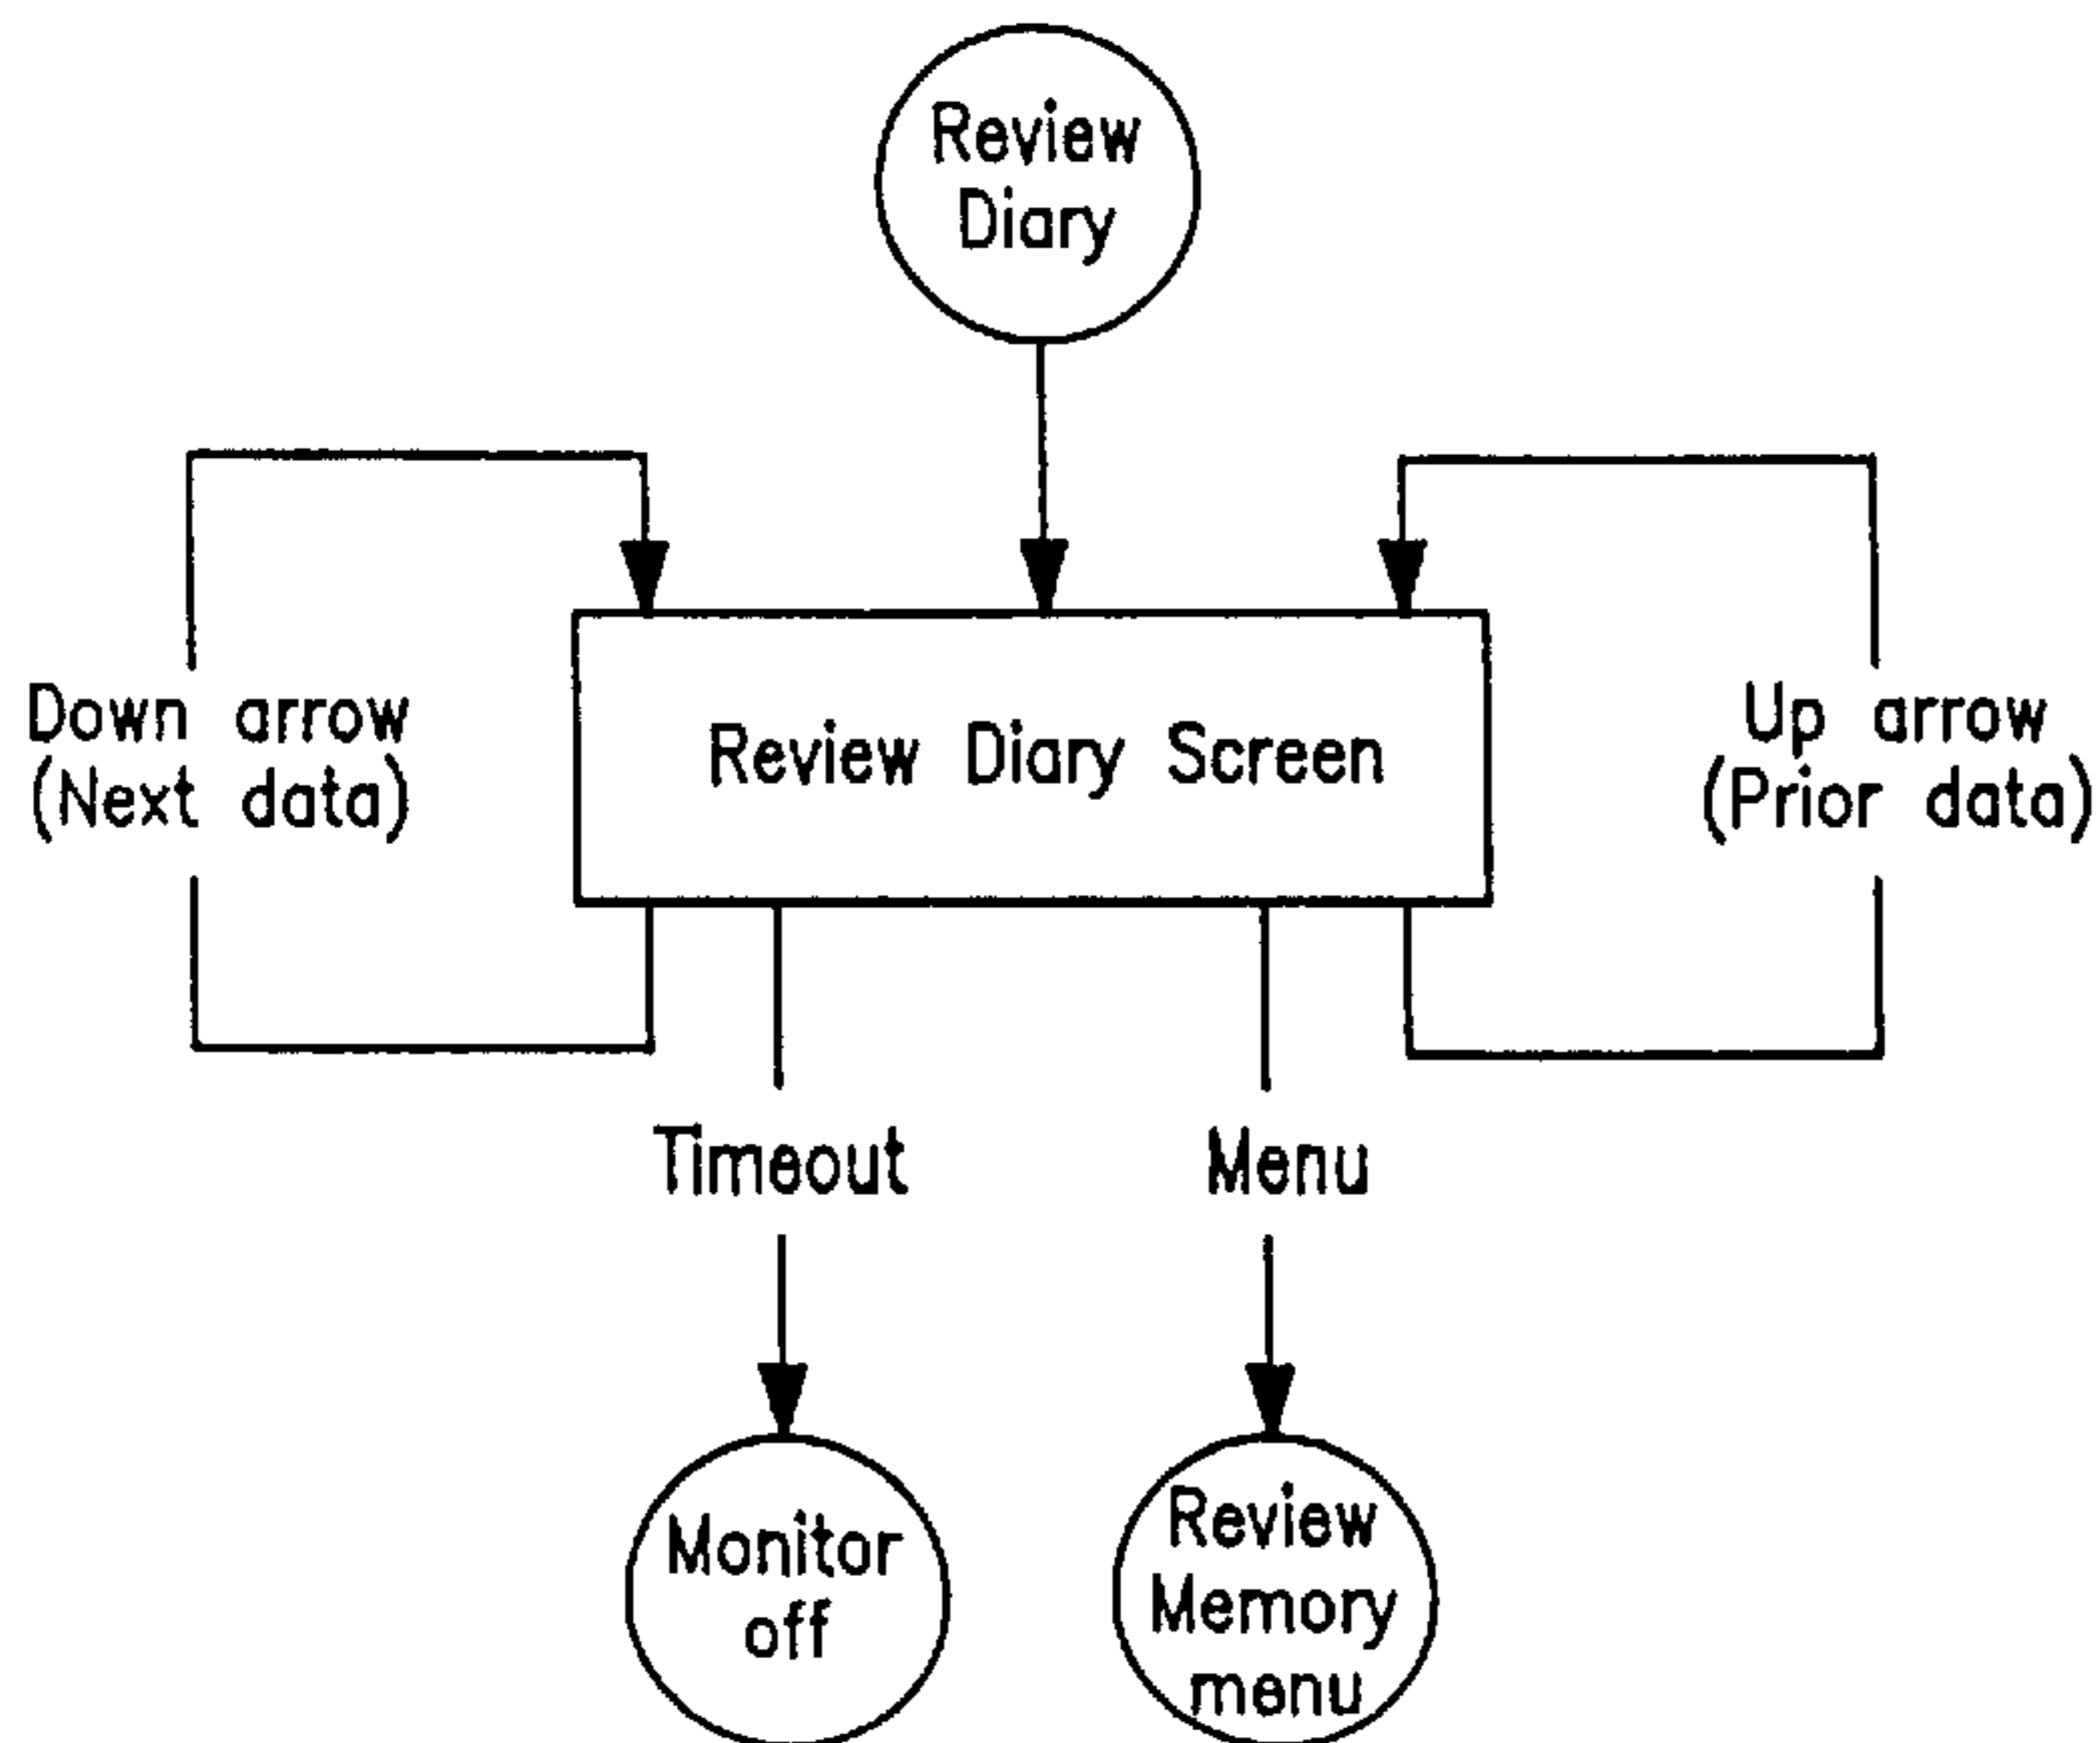 Review
Diary
Down arrow
(Next data)
Review Diary Screen
Up arrow
(Prior data)
Timeout
Menu
Monitor
off
Review
Memory
menu